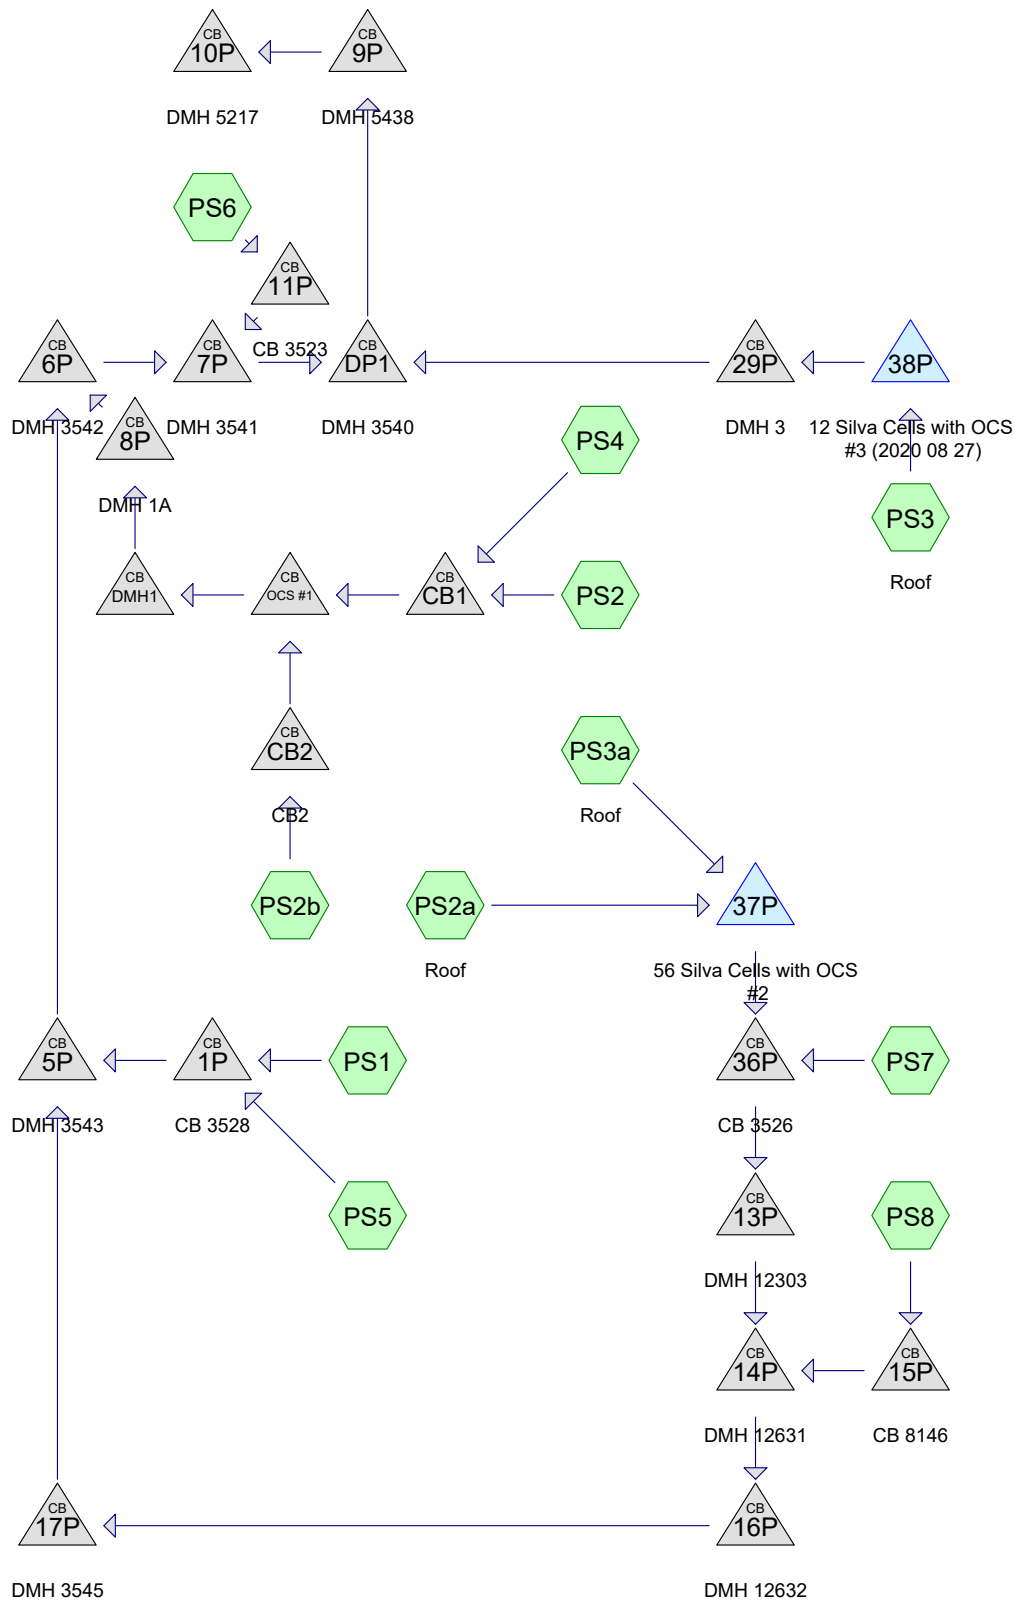 CB
10P
DMH 5217
CB
9P
DMH 5438
PS6
CB
11P
CB 3523
CB
6P
DMH 3542
CB
7P
DMH 3541
CB
DP1
DMH 3540
CB
29P
DMH 3
38P
12 Silva Cells with OCS
#3 (2020 08 27)
CB
8P
DMH 1A
PS4
PS3
Roof
CB
DMH1
CB
OCS #1
CB
CB1
PS2
CB
CB2
CB2
PS3a
Roof
PS2b
PS2a
Roof
37P
56 Silva Cells with OCS
#2
CB
5P
DMH 3543
CB
1P
CB 3528
PS1
CB
36P
CB 3526
PS7
PS5
CB
13P
DMH 12303
PS8
CB
14P
DMH 12631
CB
15P
CB 8146
CB
17P
DMH 3545
CB
16P
DMH 12632